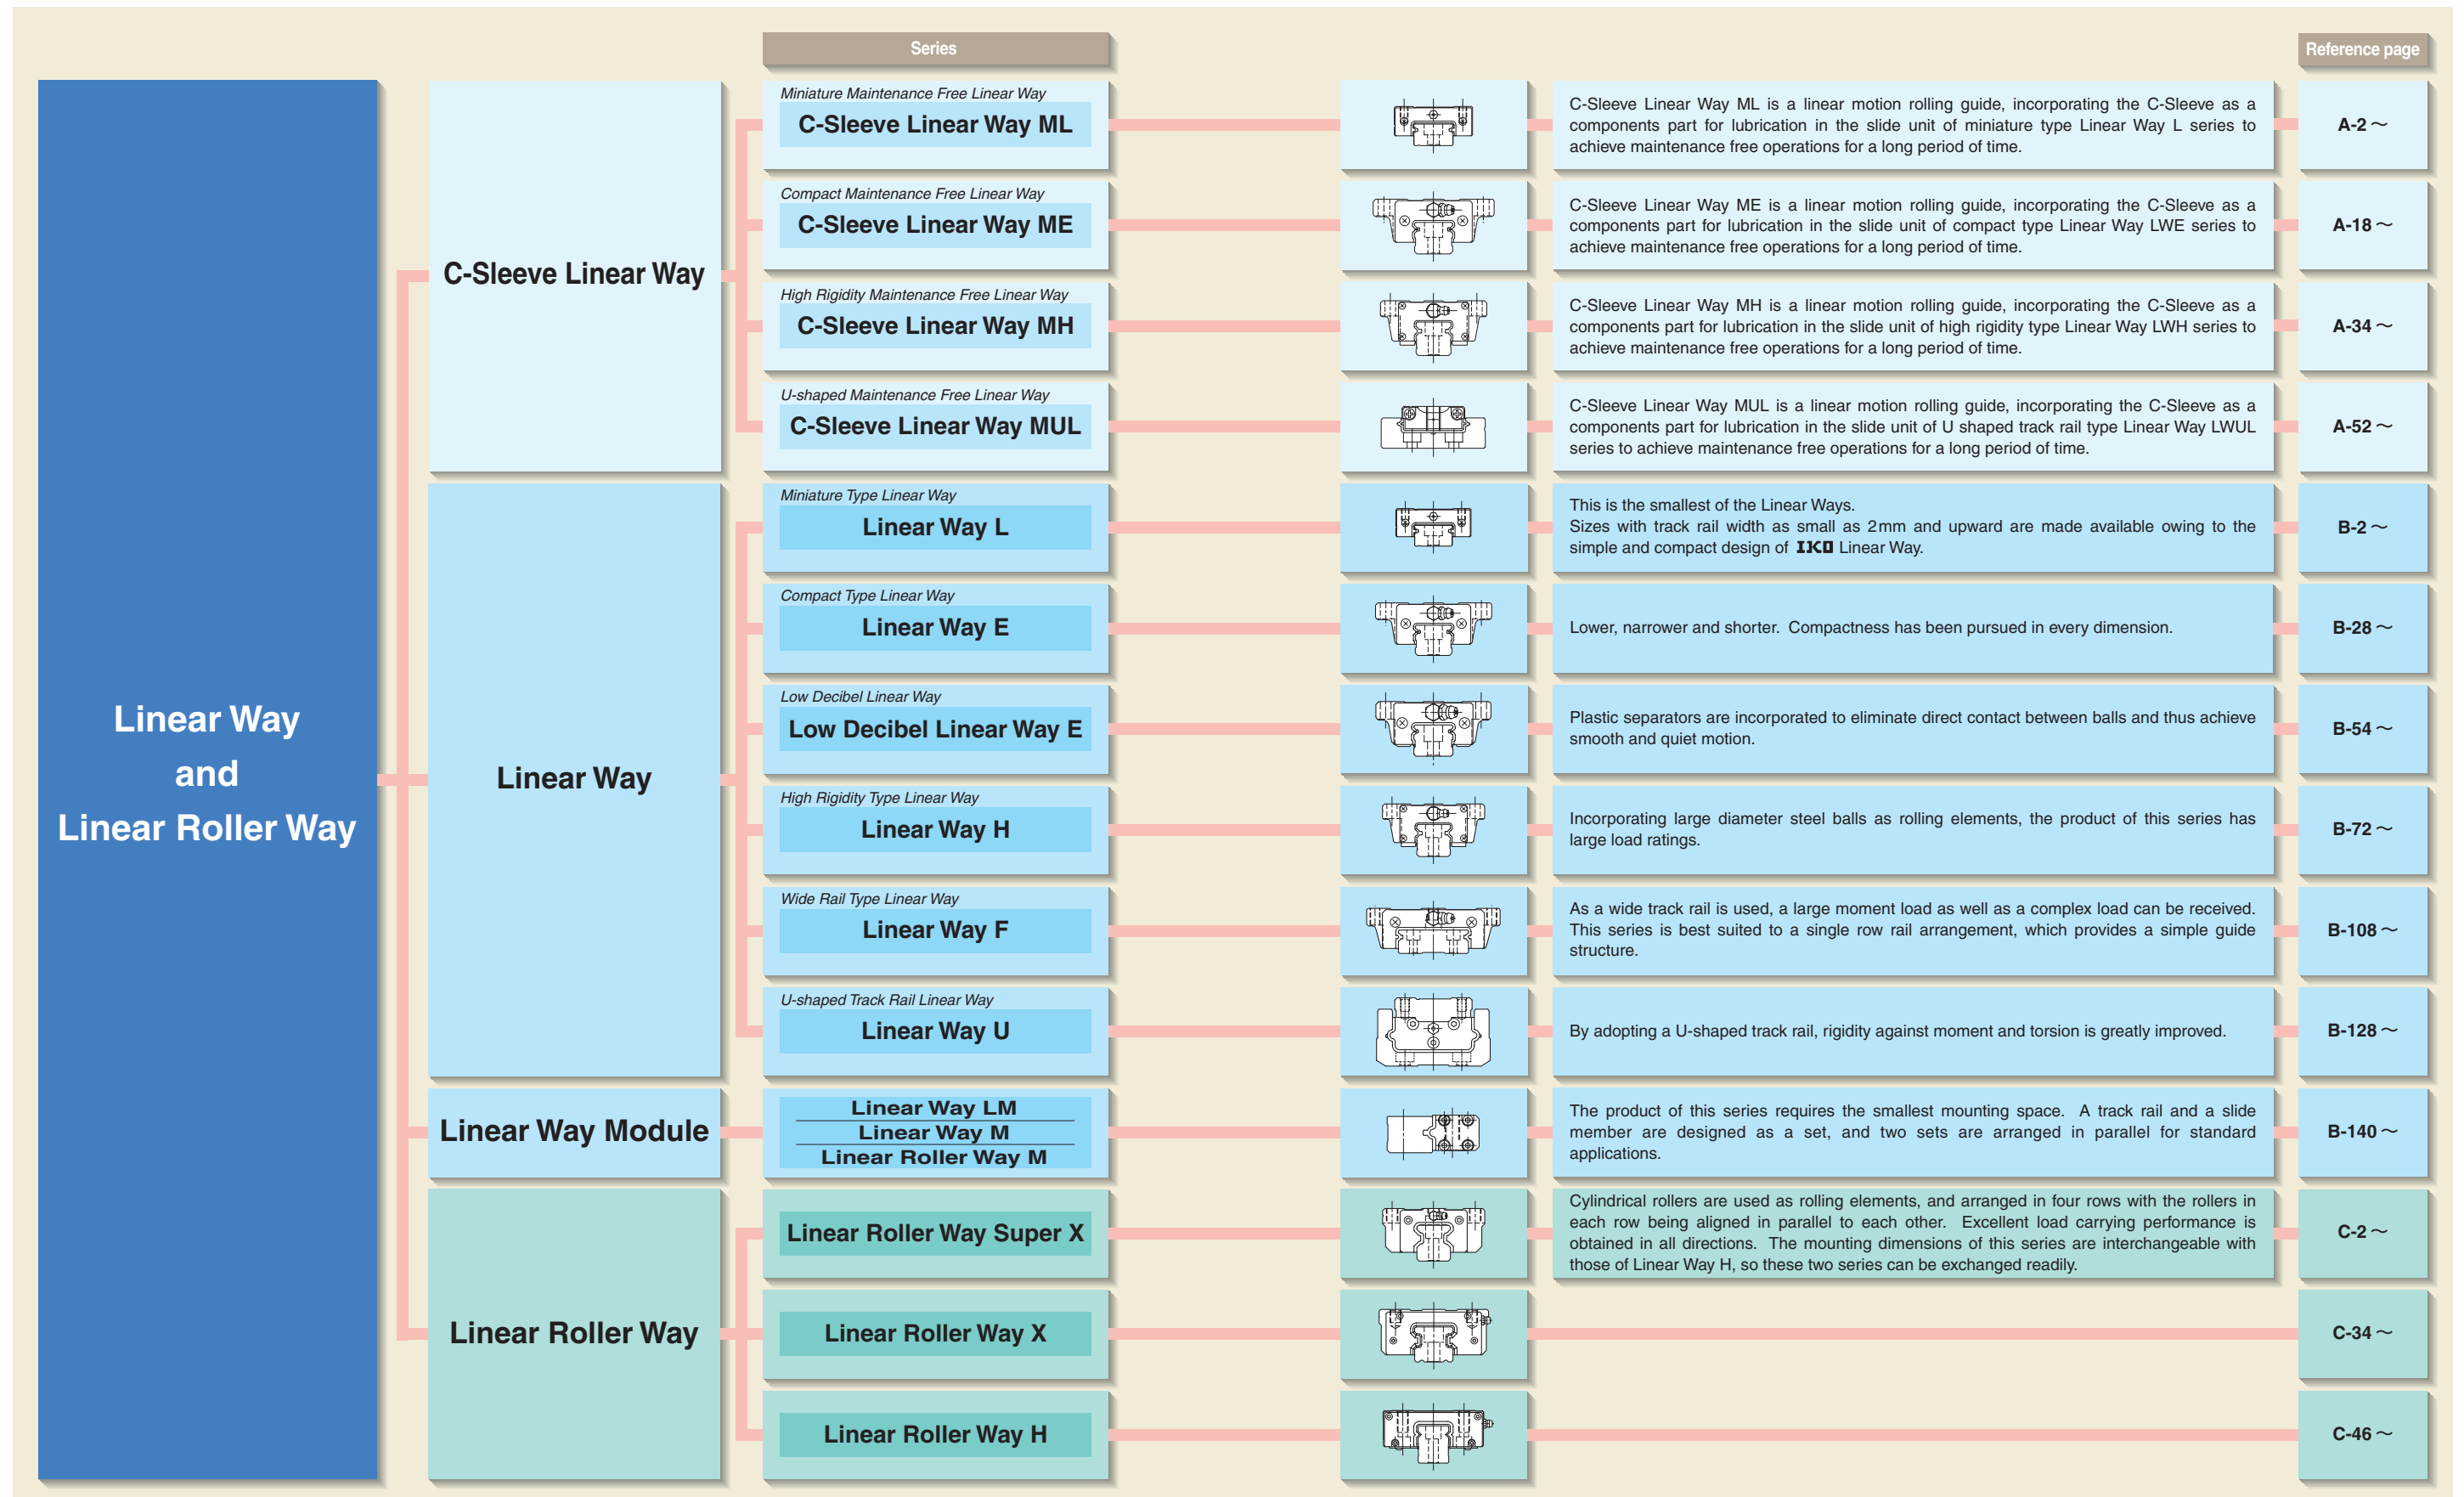 Series
Reference page
Linear Way
and
Linear Roller Way
C-Sleeve Linear Way
Miniature Maintenance Free Linear Way
C-Sleeve Linear Way ML
C-Sleeve Linear Way ML is a linear motion rolling guide, incorporating the C-Sleeve as a
components part for lubrication in the slide unit of miniature type Linear Way L series to
achieve maintenance free operations for a long period of time.
A-2～
Compact Maintenance Free Linear Way
C-Sleeve Linear Way ME
C-Sleeve Linear Way ME is a linear motion rolling guide, incorporating the C-Sleeve as a
components part for lubrication in the slide unit of compact type Linear Way LWE series to
achieve maintenance free operations for a long period of time.
A-18～
High Rigidity Maintenance Free Linear Way
C-Sleeve Linear Way MH
C-Sleeve Linear Way MH is a linear motion rolling guide, incorporating the C-Sleeve as a
components part for lubrication in the slide unit of high rigidity type Linear Way LWH series to
achieve maintenance free operations for a long period of time.
A-34～
U-shaped Maintenance Free Linear Way
C-Sleeve Linear Way MUL
C-Sleeve Linear Way MUL is a linear motion rolling guide, incorporating the C-Sleeve as a
components part for lubrication in the slide unit of U shaped track rail type Linear Way LWUL
series to achieve maintenance free operations for a long period of time.
A-52～
Linear Way
Miniature Type Linear Way
Linear Way L
This is the smallest of the Linear Ways.
Sizes with track rail width as small as 2mm and upward are made available owing to the
simple and compact design of IKO Linear Way.
B-2～
Compact Type Linear Way
Linear Way E
Lower, narrower and shorter. Compactness has been pursued in every dimension.
B-28～
Low Decibel Linear Way
Low Decibel Linear Way E
Plastic separators are incorporated to eliminate direct contact between balls and thus achieve
smooth and quiet motion.
B-54～
High Rigidity Type Linear Way
Linear Way H
Incorporating large diameter steel balls as rolling elements, the product of this series has
large load ratings.
B-72～
Wide Rail Type Linear Way
Linear Way F
As a wide track rail is used, a large moment load as well as a complex load can be received.
This series is best suited to a single row rail arrangement, which provides a simple guide
structure.
B-108～
U-shaped Track Rail Linear Way
Linear Way U
By adopting a U-shaped track rail, rigidity against moment and torsion is greatly improved.
B-128～
Linear Way Module
Linear Way LM
Linear Way M
Linear Roller Way M
The product of this series requires the smallest mounting space. A track rail and a slide
member are designed as a set, and two sets are arranged in parallel for standard
applications.
B-140～
Linear Roller Way
Linear Roller Way Super X
Cylindrical rollers are used as rolling elements, and arranged in four rows with the rollers in
each row being aligned in parallel to each other. Excellent load carrying performance is
obtained in all directions. The mounting dimensions of this series are interchangeable with
those of Linear Way H, so these two series can be exchanged readily.
C-2～
Linear Roller Way X
C-34～
Linear Roller Way H
C-46～